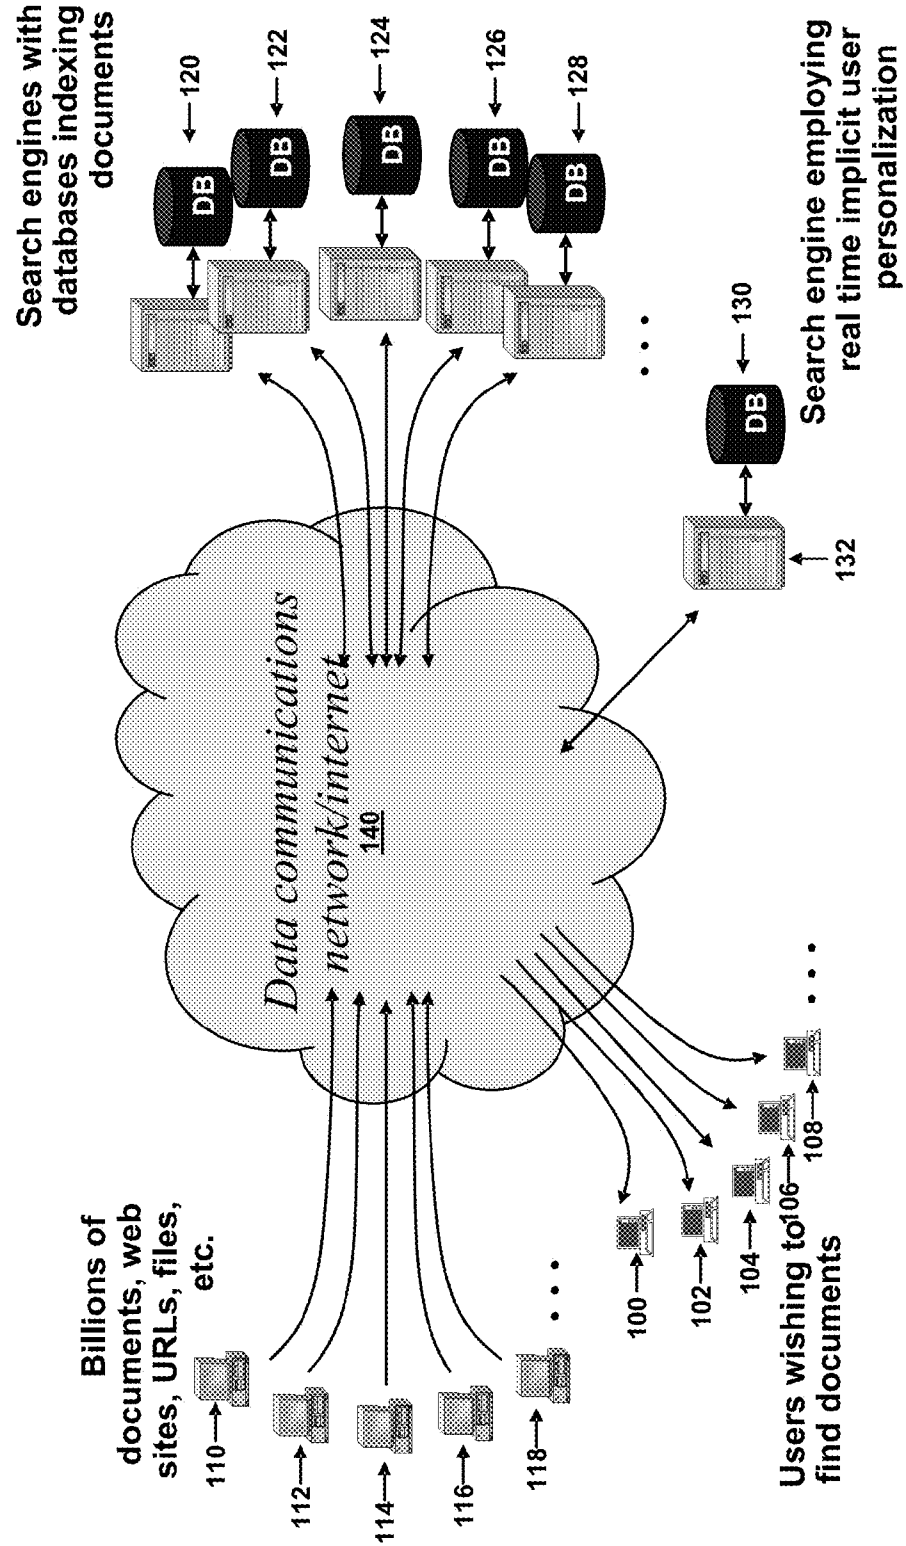 Billions of
documents, web
sites, URLs, files,
etc.
110
112
114
116
118
Data communications
network/internet
140
Search engines with
databases indexing
documents
120
122
124
126
128
DB
DB
DB
DB
DB
100
102
104
106
108
Users wishing to
find documents
132
DB
130
Search engine employing
real time implicit user
personalization